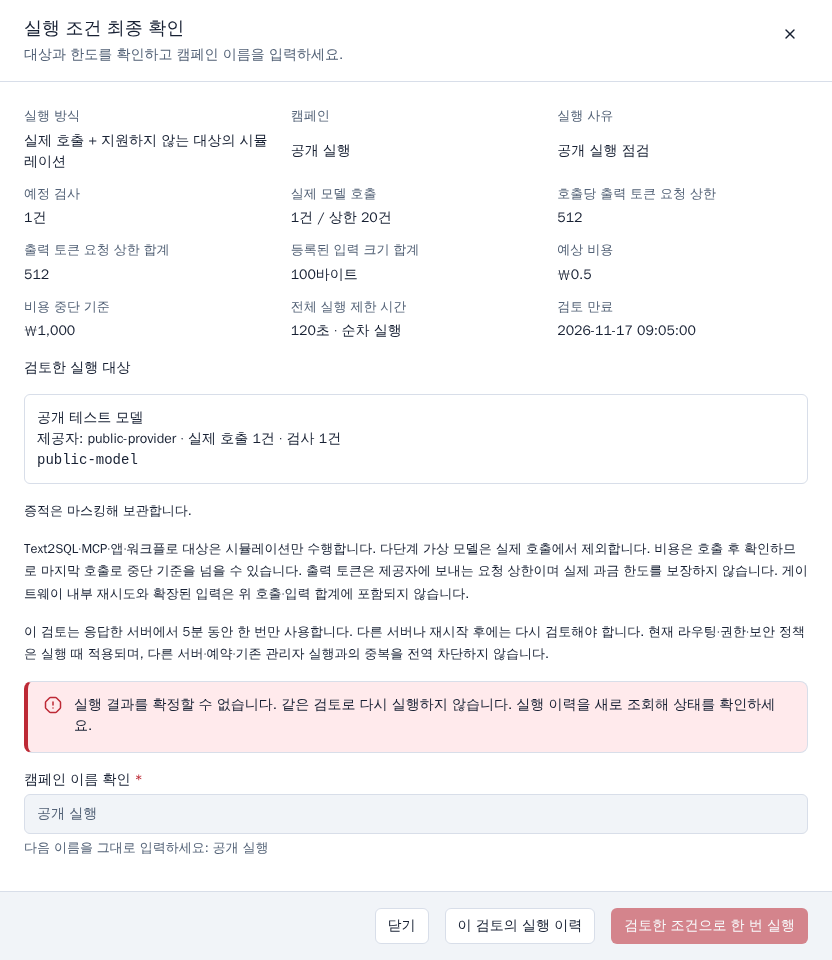 실행 조건 최종 확인
대상과 한도를 확인하고 캠페인 이름을 입력하세요.
실행 방식
캠페인
실행 사유
실제 호출 + 지원하지 않는 대상의 시뮬
레이션
공개 실행
공개 실행 점검
예정 검사
실제 모델 호출
호출당 출력 토큰 요청 상한
1건
1건 / 상한 20건
512
출력 토큰 요청 상한 합계
등록된 입력 크기 합계
예상 비용
512
100바이트
₩0.5
비용 중단 기준
전체 실행 제한 시간
검토 만료
₩1,000
120초 · 순차 실행
2026-11-17 09:05:00
검토한 실행 대상
공개 테스트 모델
제공자: public-provider · 실제 호출 1건 · 검사 1건
public-model
증적은 마스킹해 보관합니다.
Text2SQL·MCP·앱·워크플로 대상은 시뮬레이션만 수행합니다. 다단계 가상 모델은 실제 호출에서 제외합니다. 비용은 호출 후 확인하므
로 마지막 호출로 중단 기준을 넘을 수 있습니다. 출력 토큰은 제공자에 보내는 요청 상한이며 실제 과금 한도를 보장하지 않습니다. 게이
트웨이 내부 재시도와 확장된 입력은 위 호출·입력 합계에 포함되지 않습니다.
이 검토는 응답한 서버에서 5분 동안 한 번만 사용합니다. 다른 서버나 재시작 후에는 다시 검토해야 합니다. 현재 라우팅·권한·보안 정책
은 실행 때 적용되며, 다른 서버·예약·기존 관리자 실행과의 중복을 전역 차단하지 않습니다.
실행 결과를 확정할 수 없습니다. 같은 검토로 다시 실행하지 않습니다. 실행 이력을 새로 조회해 상태를 확인하세
요.
캠페인 이름 확인 *
공개 실행
다음 이름을 그대로 입력하세요: 공개 실행
닫기
이 검토의 실행 이력
검토한 조건으로 한 번 실행